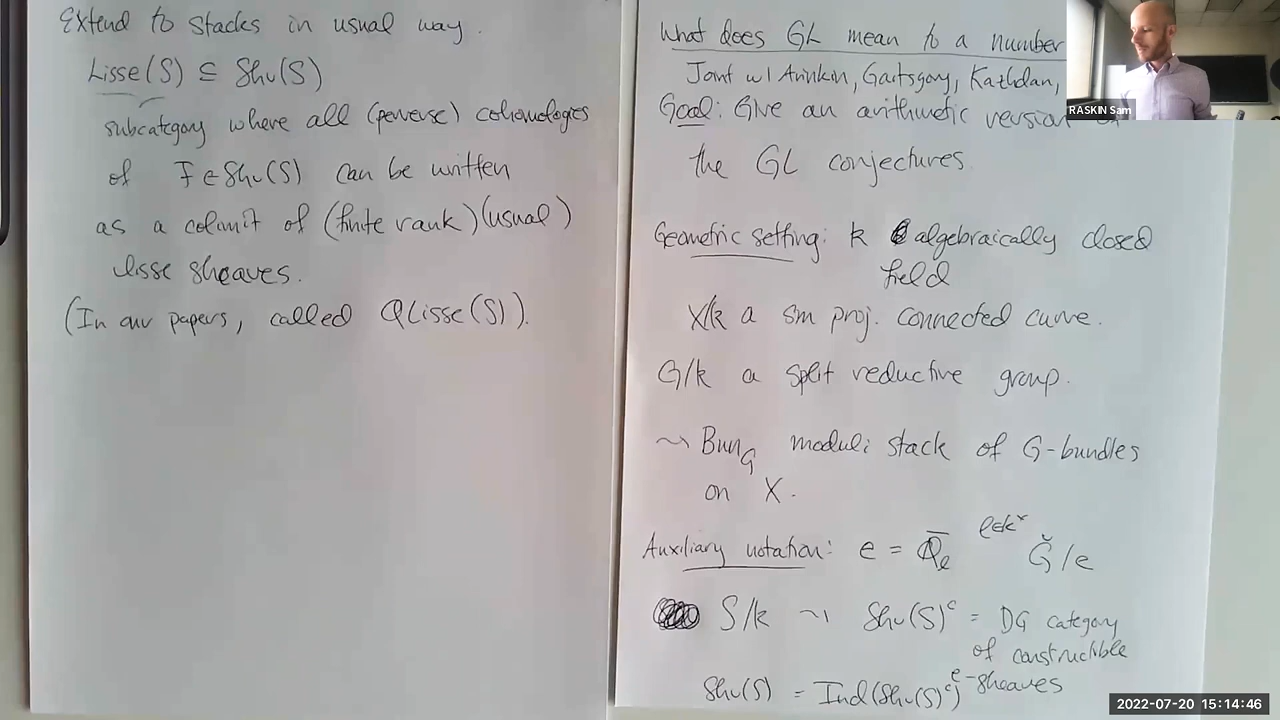 Extend to stacks in usual way.
Lisse(S) ⊆ Shv(S)
subcategory where all (perverse) cohomologies
of F∈Shv(S) can be written
as a colimit of (finite rank)(usual)
lisse sheaves.
(In our papers, called QLisse(S)).
What does GL mean to a number
Joint w/ Arinkin, Gaitsgory, Kazhdan,
Goal: Give an arithmetic version of
the GL conjectures.
Geometric setting: k algebraically closed
field
X/k a sm proj. connected curve.
G/k a split reductive group.
⇝ Bun_G moduli stack of G-bundles
on X.
Auxiliary notation: e = Q̄_ℓ ℓ∈k^× Ǧ/e
S/k ⇝ Shv(S)^c = DG category
of constructible
e-sheaves
Shv(S) = Ind(Shv(S)^c)
RASKIN Sam
2022-07-20 15:14:46